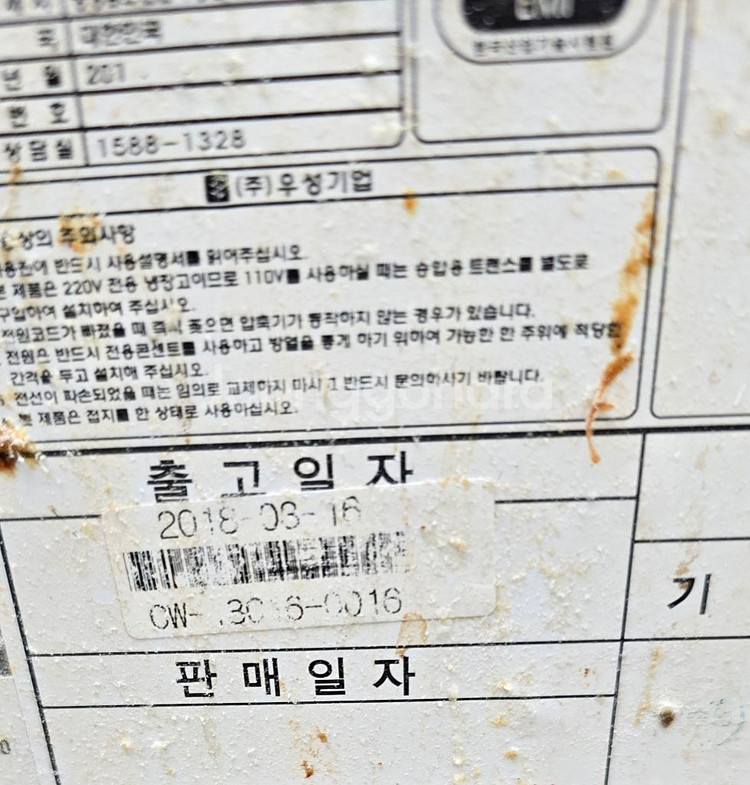 대한민국
년 월 201
번 호
상담실 1588-1328
(주)우성기업
상의 주의사항
반드시 사용설명서를 읽어주십시오.
제품은 220V 전용 냉장고이므로 110V를 사용하실 때는 승압용 트랜스를 별도로
구입하여 설치하여 주십시오.
전원코드가 빠졌을 때 즉시 꽂으면 압축기가 동작하지 않는 경우가 있습니다.
전원은 반드시 전용콘센트를 사용하고 방열을 통게 하기 위하여 가능한 한 주위에 적당한
간격을 두고 설치해 주십시오.
전선이 파손되었을 때는 임의로 교체하지 마시고 반드시 문의하시기 바랍니다.
본 제품은 접지를 한 상태로 사용하십시오.
출고일자
2018-03-16
기
판매일자